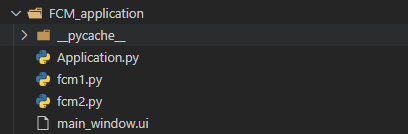 FCM_application
__pycache__
Application.py
fcm1.py
fcm2.py
main_window.ui